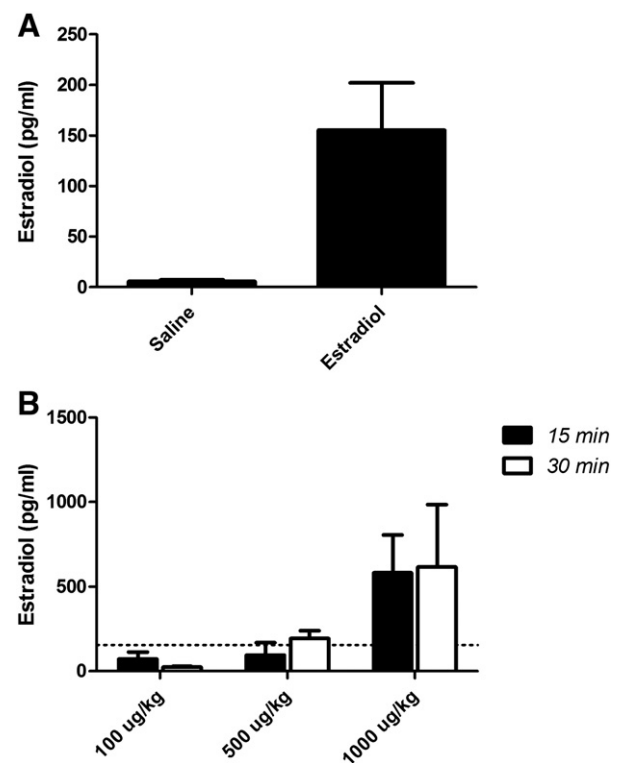 A
250
200
150
100
50
0
Estradiol (pg/ml)
Saline
Estradiol
B
1500
1000
500
0
Estradiol (pg/ml)
15 min
30 min
100 ug/kg
500 ug/kg
1000 ug/kg